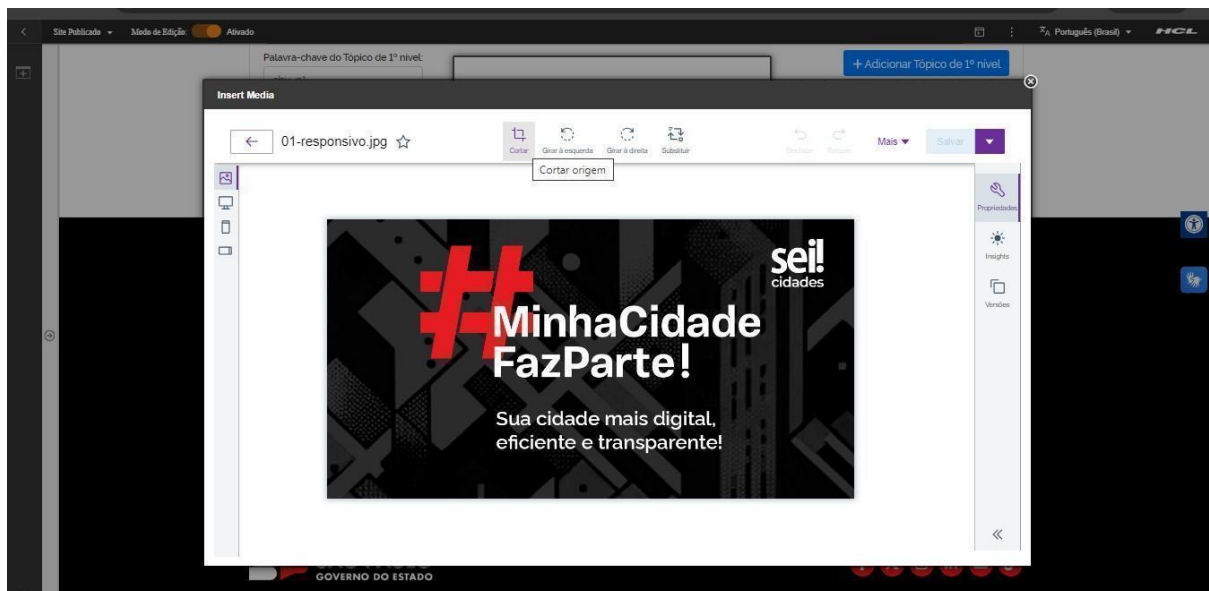 Site Publicado
Modo de Edição:
Ativado
Português (Brasil)
HCL
Palavra-chave do Tópico de 1º nível:
+ Adicionar Tópico de 1º nível
Insert Media
01-responsivo.jpg
Cortar
Girar à esquerda
Girar à direita
Substituir
Mais
Salvar
Cortar origem
Propriedades
Insights
Versões
sei!
cidades
#MinhaCidade
FazParte!
Sua cidade mais digital,
eficiente e transparente!
GOVERNO DO ESTADO